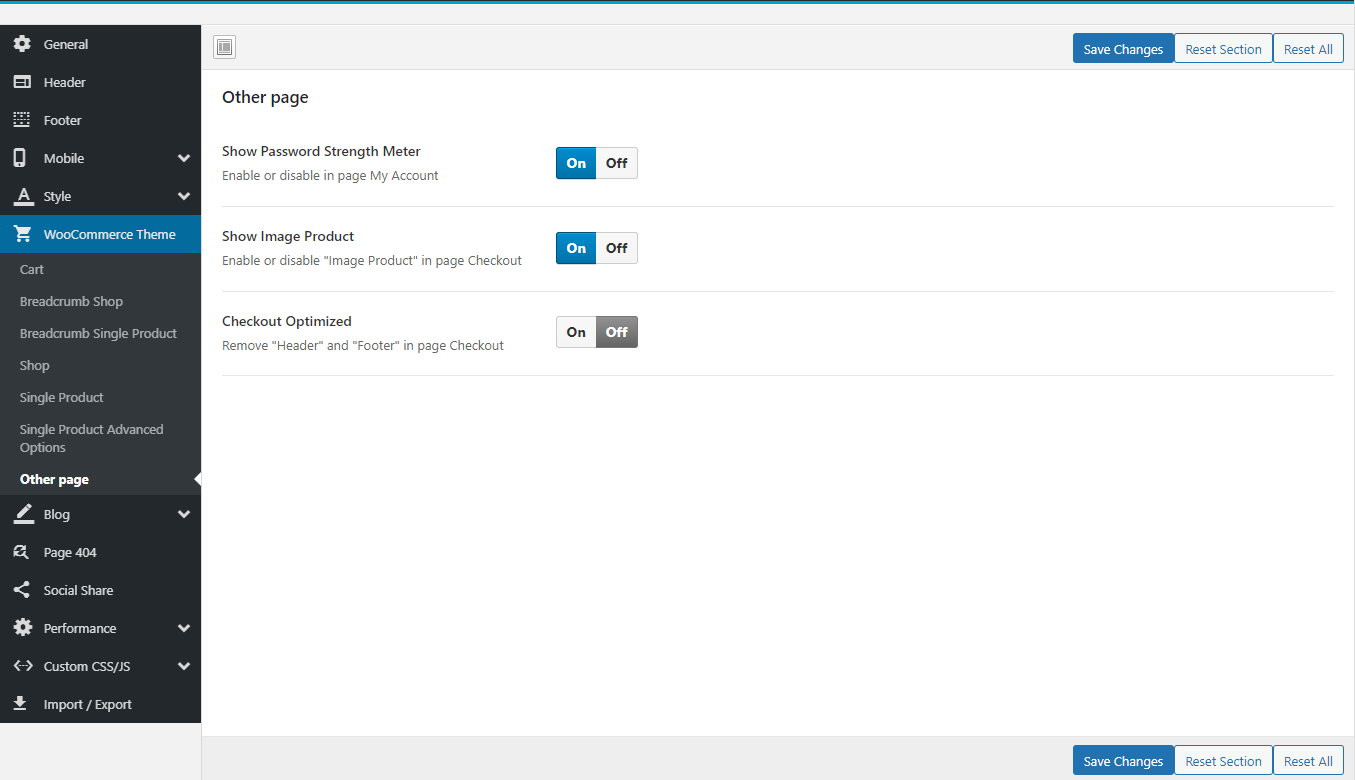 General
Header
Footer
Mobile
Style
WooCommerce Theme
Cart
Breadcrumb Shop
Breadcrumb Single Product
Shop
Single Product
Single Product Advanced
Options
Other page
Blog
Page 404
Social Share
Performance
Custom CSS/JS
Import / Export
Save Changes Reset Section Reset All
Other page
Show Password Strength Meter
Enable or disable in page My Account
On Off
Show Image Product
Enable or disable "Image Product" in page Checkout
On Off
Checkout Optimized
Remove "Header" and "Footer" in page Checkout
On Off
Save Changes Reset Section Reset All